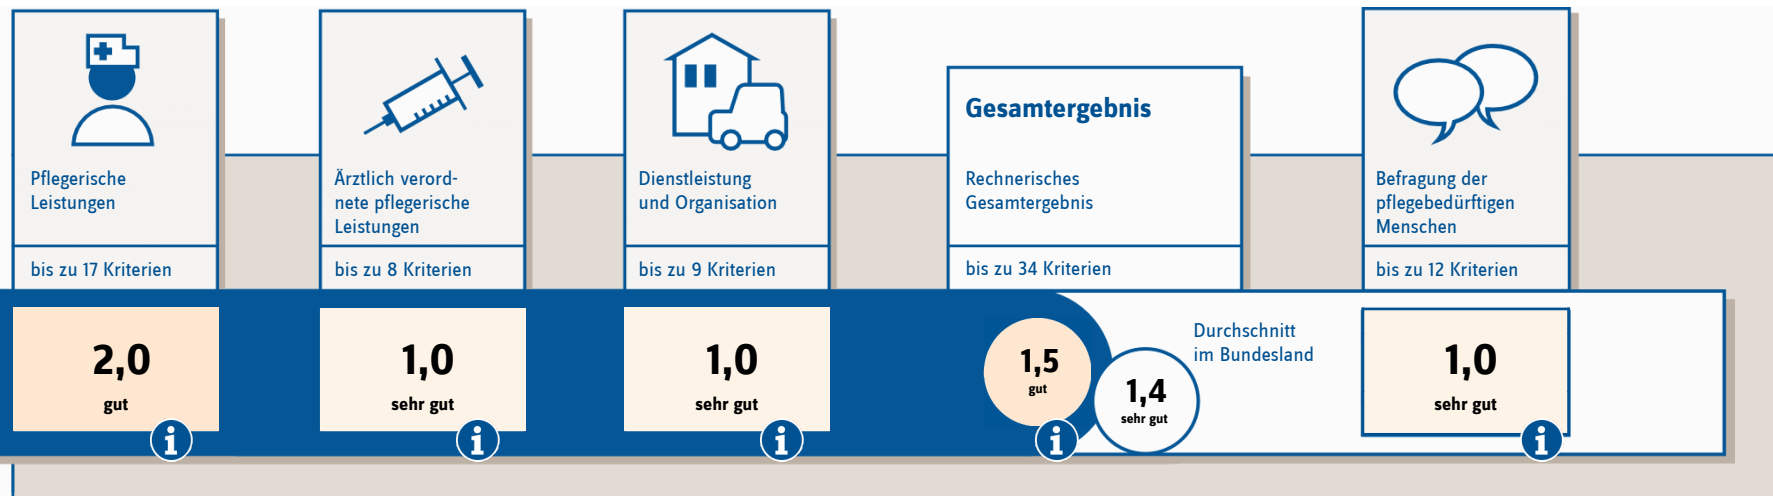 Pflegerische
Leistungen
bis zu 17 Kriterien
2,0
gut
i
Ärztlich verord-
nete pflegerische
Leistungen
bis zu 8 Kriterien
1,0
sehr gut
i
Dienstleistung
und Organisation
bis zu 9 Kriterien
1,0
sehr gut
i
Gesamtergebnis
Rechnerisches
Gesamtergebnis
bis zu 34 Kriterien
1,5
gut
i
1,4
sehr gut
Durchschnitt
im Bundesland
Befragung der
pflegebedürftigen
Menschen
bis zu 12 Kriterien
1,0
sehr gut
i